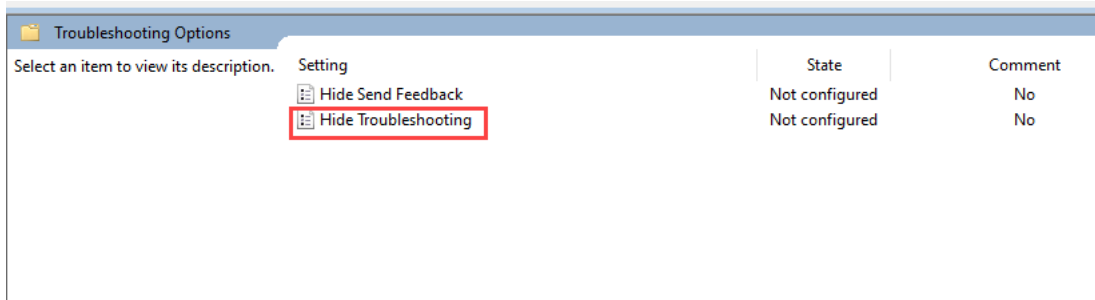 Troubleshooting Options
Select an item to view its description.
Setting State Comment
Hide Send Feedback Not configured No
Hide Troubleshooting Not configured No